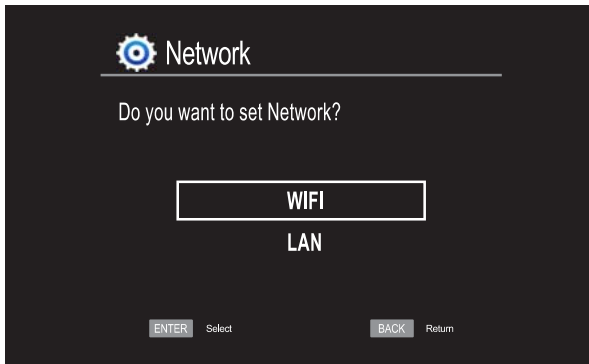 Network
Do you want to set Network?
WIFI
LAN
ENTER Select BACK Return